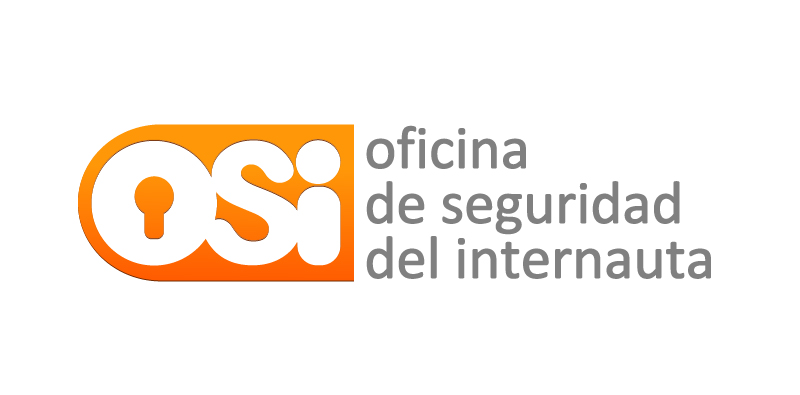 osi
oficina
de seguridad
del internauta